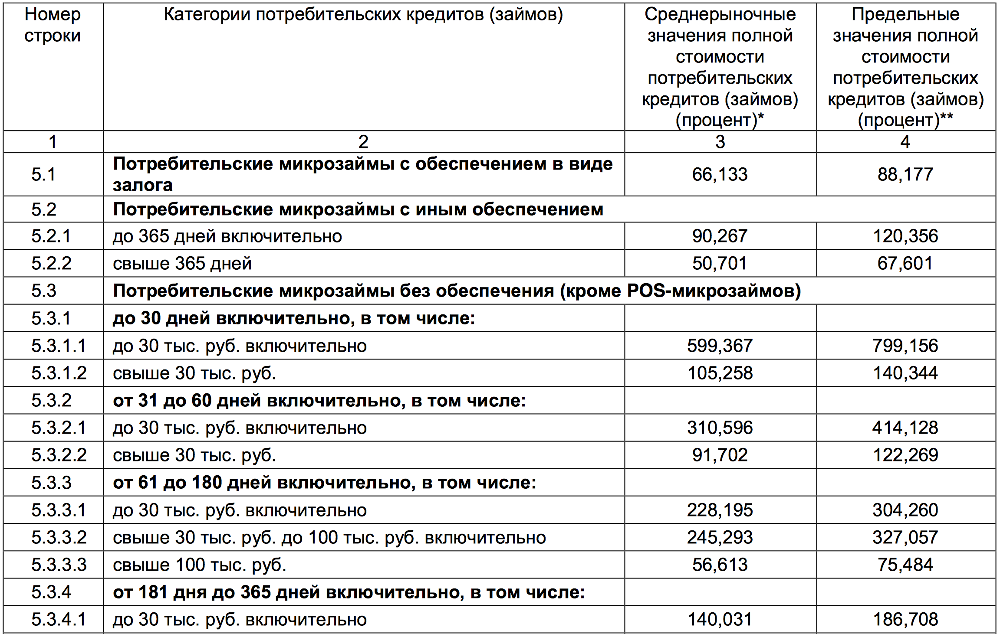 Номер строки Категории потребительских кредитов (займов) Среднерыночные значения полной стоимости потребительских кредитов (займов) (процент)* Предельные значения полной стоимости потребительских кредитов (займов) (процент)**
1 2 3 4
5.1 Потребительские микрозаймы с обеспечением в виде залога 66,133 88,177
5.2 Потребительские микрозаймы с иным обеспечением
5.2.1 до 365 дней включительно 90,267 120,356
5.2.2 свыше 365 дней 50,701 67,601
5.3 Потребительские микрозаймы без обеспечения (кроме POS-микрозаймов)
5.3.1 до 30 дней включительно, в том числе:
5.3.1.1 до 30 тыс. руб. включительно 599,367 799,156
5.3.1.2 свыше 30 тыс. руб. 105,258 140,344
5.3.2 от 31 до 60 дней включительно, в том числе:
5.3.2.1 до 30 тыс. руб. включительно 310,596 414,128
5.3.2.2 свыше 30 тыс. руб. 91,702 122,269
5.3.3 от 61 до 180 дней включительно, в том числе:
5.3.3.1 до 30 тыс. руб. включительно 228,195 304,260
5.3.3.2 свыше 30 тыс. руб. до 100 тыс. руб. включительно 245,293 327,057
5.3.3.3 свыше 100 тыс. руб. 56,613 75,484
5.3.4 от 181 дня до 365 дней включительно, в том числе:
5.3.4.1 до 30 тыс. руб. включительно 140,031 186,708